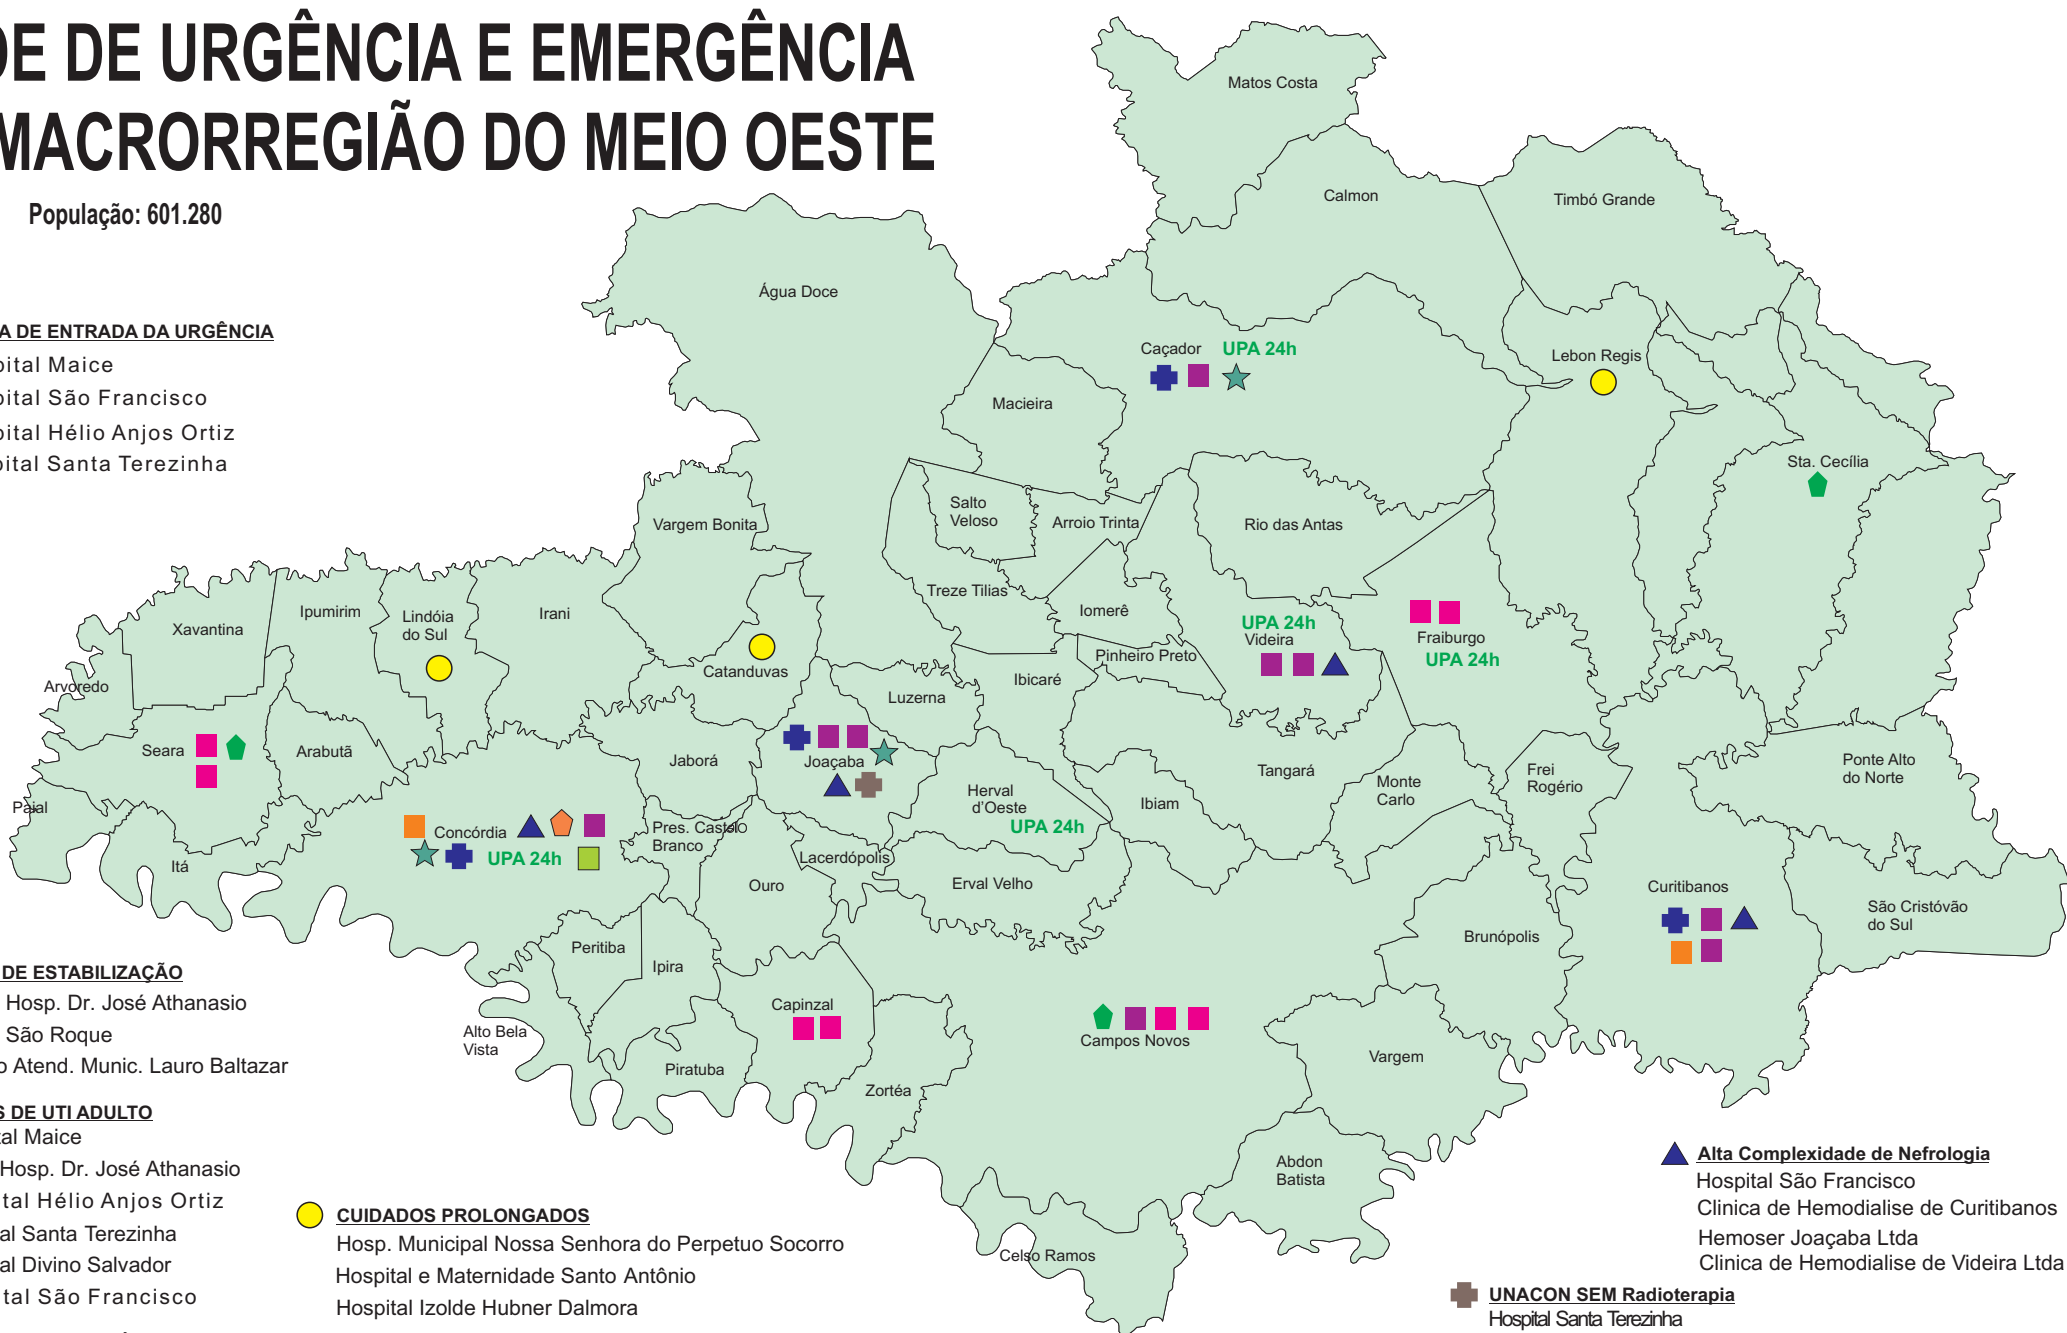 DE DE URGÊNCIA E EMERGÊNCIA
MACRORREGIÃO DO MEIO OESTE
População: 601.280
A DE ENTRADA DA URGÊNCIA
pital Maice
pital São Francisco
pital Hélio Anjos Ortiz
pital Santa Terezinha
Matos Costa
Calmon
Timbó Grande
Água Doce
Caçador UPA 24h
Lebon Regis
Macieira
Sta. Cecília
Salto
Veloso
Arroio Trinta
Rio das Antas
Vargem Bonita
Treze Tilias
Iomerê
Ipumirim
Lindóia
do Sul
Irani
Xavantina
UPA 24h
Videira
Fraiburgo
UPA 24h
Pinheiro Preto
Arvoredo
Catanduvas
Ibicaré
Luzerna
Seara
Arabutã
Jaborá
Joaçaba
Tangará
Monte
Carlo
Frei
Rogério
Ponte Alto
do Norte
Herval
d'Oeste
UPA 24h
Ibiam
Paial
Concórdia
UPA 24h
Pres. Castelo
Branco
Lacerdópolis
Itá
Ouro
Erval Velho
Curitibanos
São Cristóvão
do Sul
Peritiba
Ipira
Brunópolis
Capinzal
Alto Bela
Vista
Campos Novos
Vargem
Piratuba
Zortéa
Abdon
Batista
Celso Ramos
DE ESTABILIZAÇÃO
Hosp. Dr. José Athanasio
São Roque
o Atend. Munic. Lauro Baltazar
S DE UTI ADULTO
al Maice
Hosp. Dr. José Athanasio
tal Hélio Anjos Ortiz
al Santa Terezinha
al Divino Salvador
tal São Francisco
CUIDADOS PROLONGADOS
Hosp. Municipal Nossa Senhora do Perpetuo Socorro
Hospital e Maternidade Santo Antônio
Hospital Izolde Hubner Dalmora
Alta Complexidade de Nefrologia
Hospital São Francisco
Clinica de Hemodialise de Curitibanos
Hemoser Joaçaba Ltda
Clinica de Hemodialise de Videira Ltda
UNACON SEM Radioterapia
Hospital Santa Terezinha